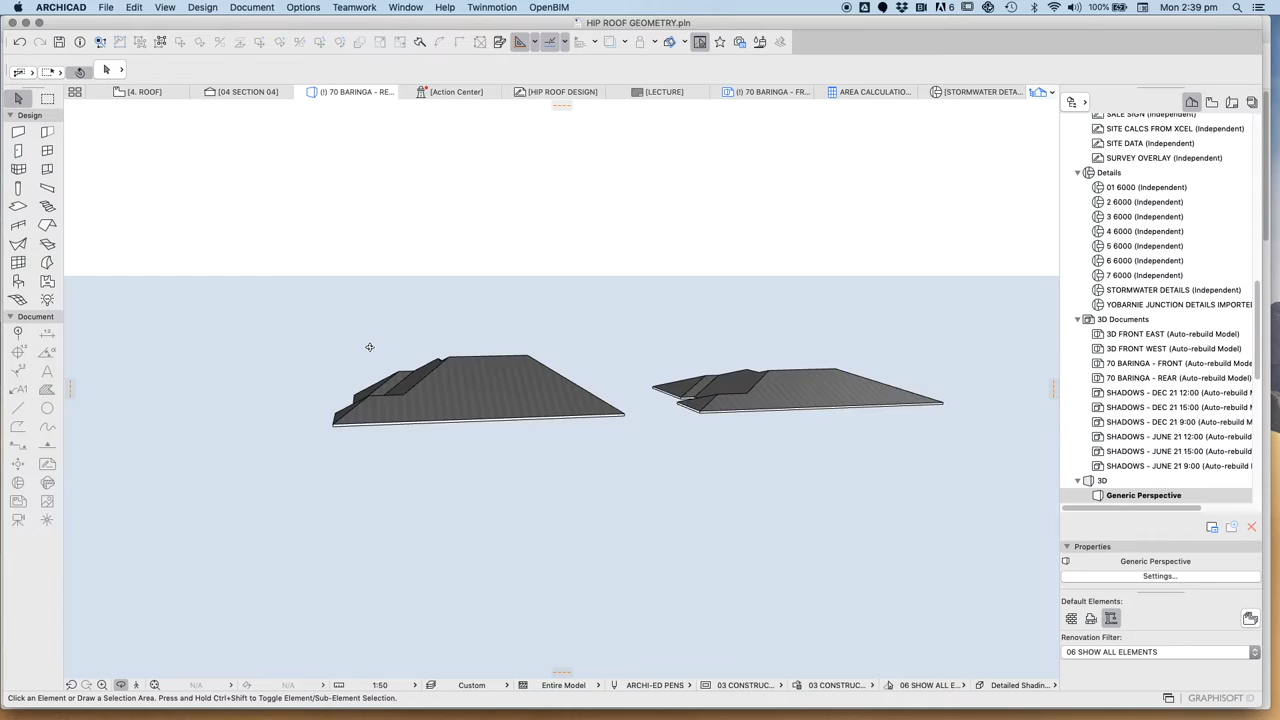 ARCHICAD File Edit View Design Document Options Teamwork Window Help Twinmotion OpenBIM 6 100% Mon 2:39 pm
HIP ROOF GEOMETRY.pln
[4. ROOF] [04 SECTION 04] (!) 70 BARINGA - RE... [Action Center] [HIP ROOF DESIGN] [LECTURE] (!) 70 BARINGA - FR... AREA CALCULATIO... [STORMWATER DETA...
Design
Document
SALE SIGN (Independent)
SITE CALCS FROM XCEL (Independent)
SITE DATA (Independent)
SURVEY OVERLAY (Independent)
Details
01 6000 (Independent)
2 6000 (Independent)
3 6000 (Independent)
4 6000 (Independent)
5 6000 (Independent)
6 6000 (Independent)
7 6000 (Independent)
STORMWATER DETAILS (Independent)
YOBARNIE JUNCTION DETAILS IMPORTE
3D Documents
3D FRONT EAST (Auto-rebuild Model)
3D FRONT WEST (Auto-rebuild Model)
70 BARINGA - FRONT (Auto-rebuild Model)
70 BARINGA - REAR (Auto-rebuild Model)
SHADOWS - DEC 21 12:00 (Auto-rebuild M
SHADOWS - DEC 21 15:00 (Auto-rebuild M
SHADOWS - DEC 21 9:00 (Auto-rebuild Mo
SHADOWS - JUNE 21 12:00 (Auto-rebuild
SHADOWS - JUNE 21 15:00 (Auto-rebuild
SHADOWS - JUNE 21 9:00 (Auto-rebuild M
3D
Generic Perspective
Properties
Generic Perspective
Settings...
Default Elements:
Renovation Filter:
06 SHOW ALL ELEMENTS
N/A N/A 1:50 Custom Entire Model ARCHI-ED PENS 03 CONSTRUC... 03 CONSTRUC... 06 SHOW ALL E... Detailed Shadin...
Click an Element or Draw a Selection Area. Press and Hold Ctrl+Shift to Toggle Element/Sub-Element Selection.
GRAPHISOFT ID